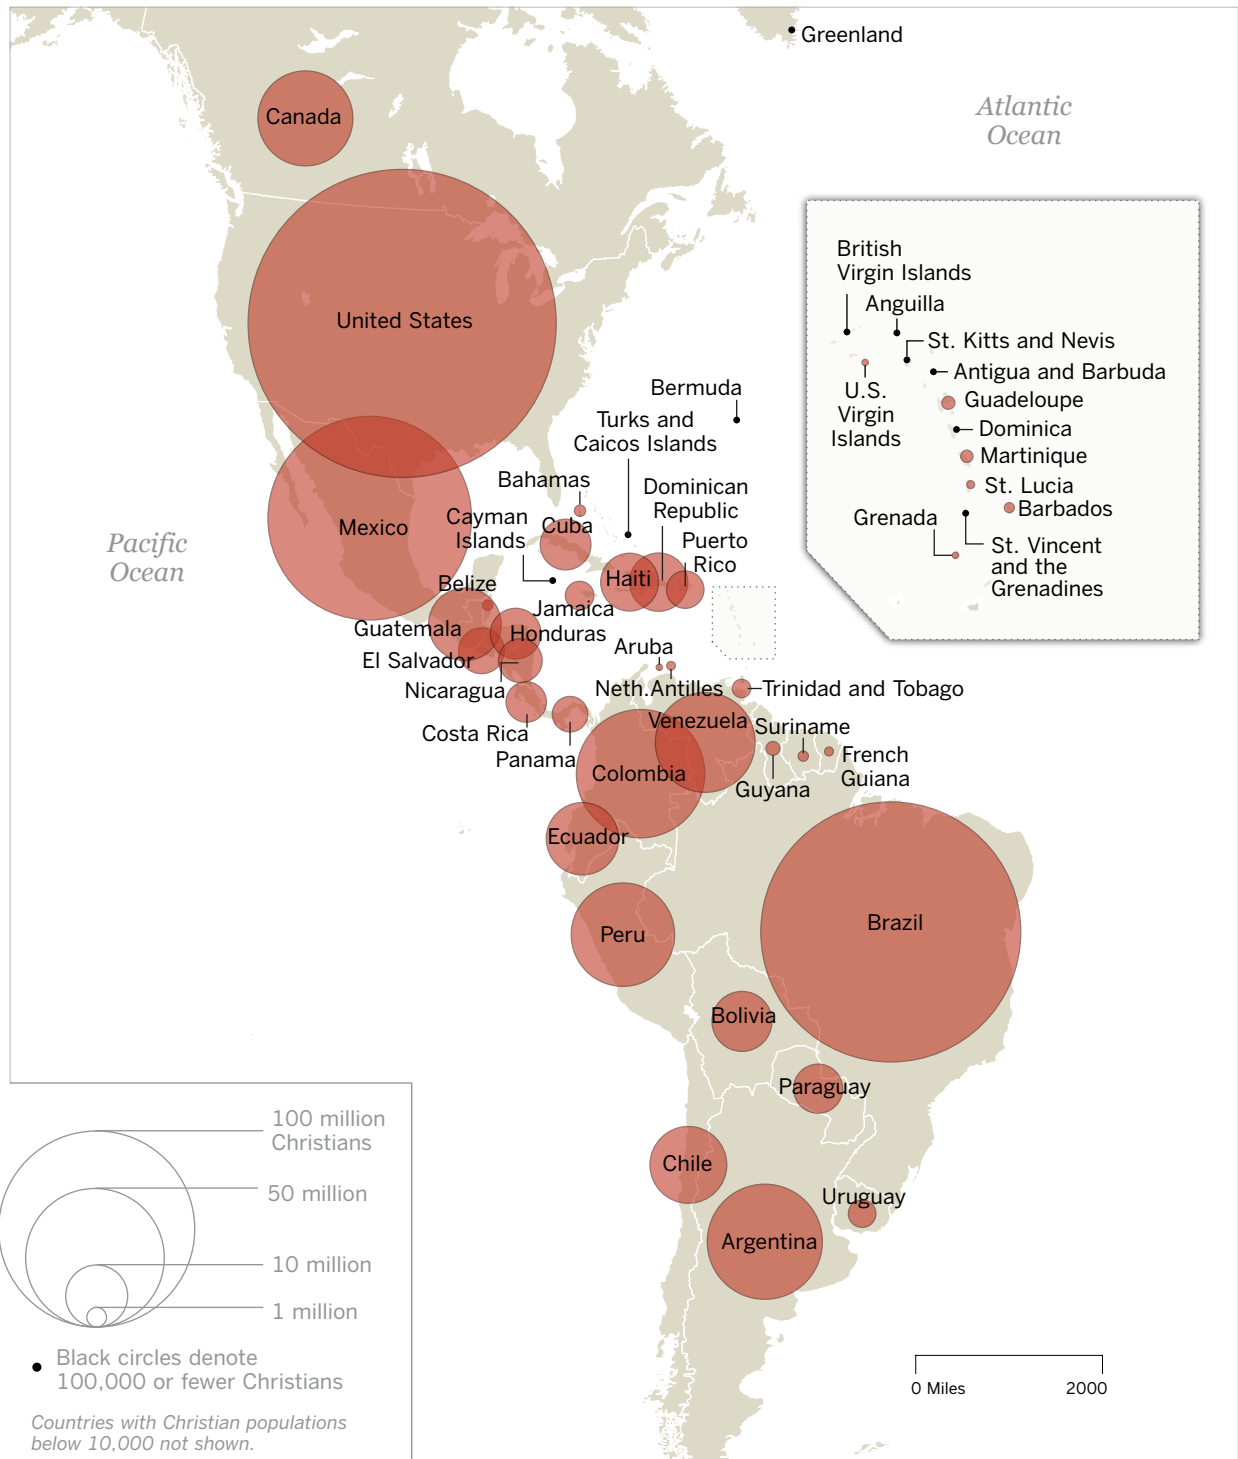 Greenland
Atlantic
Ocean
Canada
United States
Mexico
Pacific
Ocean
British
Virgin Islands
Anguilla
St. Kitts and Nevis
Antigua and Barbuda
U.S.
Virgin
Islands
Guadeloupe
Dominica
Martinique
St. Lucia
Barbados
Grenada
St. Vincent
and the
Grenadines
Bermuda
Turks and
Caicos Islands
Bahamas
Dominican
Republic
Cayman
Islands
Cuba
Puerto
Rico
Haiti
Belize
Jamaica
Guatemala
Honduras
El Salvador
Nicaragua
Aruba
Neth.Antilles
Trinidad and Tobago
Costa Rica
Panama
Venezuela
Suriname
Colombia
French
Guiana
Guyana
Ecuador
Brazil
Peru
Bolivia
Paraguay
Chile
Uruguay
Argentina
100 million
Christians
50 million
10 million
1 million
Black circles denote
100,000 or fewer Christians
Countries with Christian populations
below 10,000 not shown.
0 Miles
2000